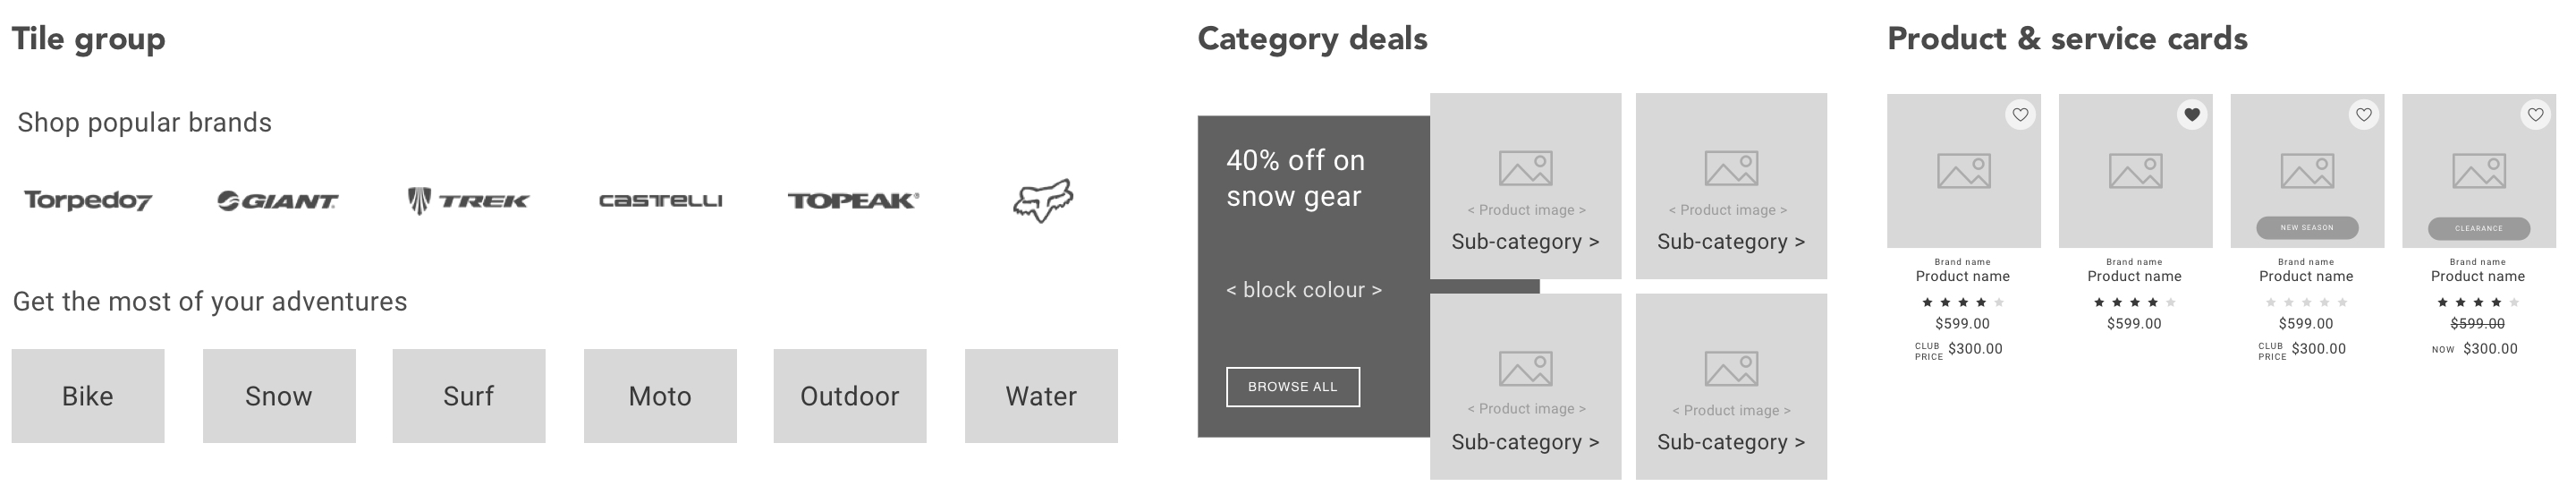 Tile group
Shop popular brands
Torpedo7
GIANT
TREK
castelli
TOPEAK®
Get the most of your adventures
Bike
Snow
Surf
Moto
Outdoor
Water
Category deals
40% off on
snow gear
< block colour >
BROWSE ALL
< Product image >
Sub-category >
< Product image >
Sub-category >
< Product image >
Sub-category >
< Product image >
Sub-category >
Product & service cards
Brand name
Product name
$599.00
CLUB
PRICE $300.00
Brand name
Product name
$599.00
NEW SEASON
Brand name
Product name
$599.00
CLUB
PRICE $300.00
CLEARANCE
Brand name
Product name
$599.00
NOW $300.00